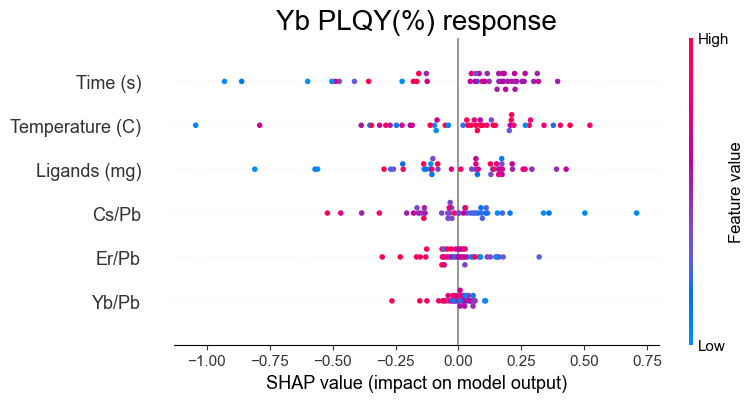 Yb PLQY(%) response
High
Time (s)
Temperature (C)
Ligands (mg)
Cs/Pb
Er/Pb
Yb/Pb
Feature value
Low
−1.00 −0.75 −0.50 −0.25 0.00 0.25 0.50 0.75
SHAP value (impact on model output)